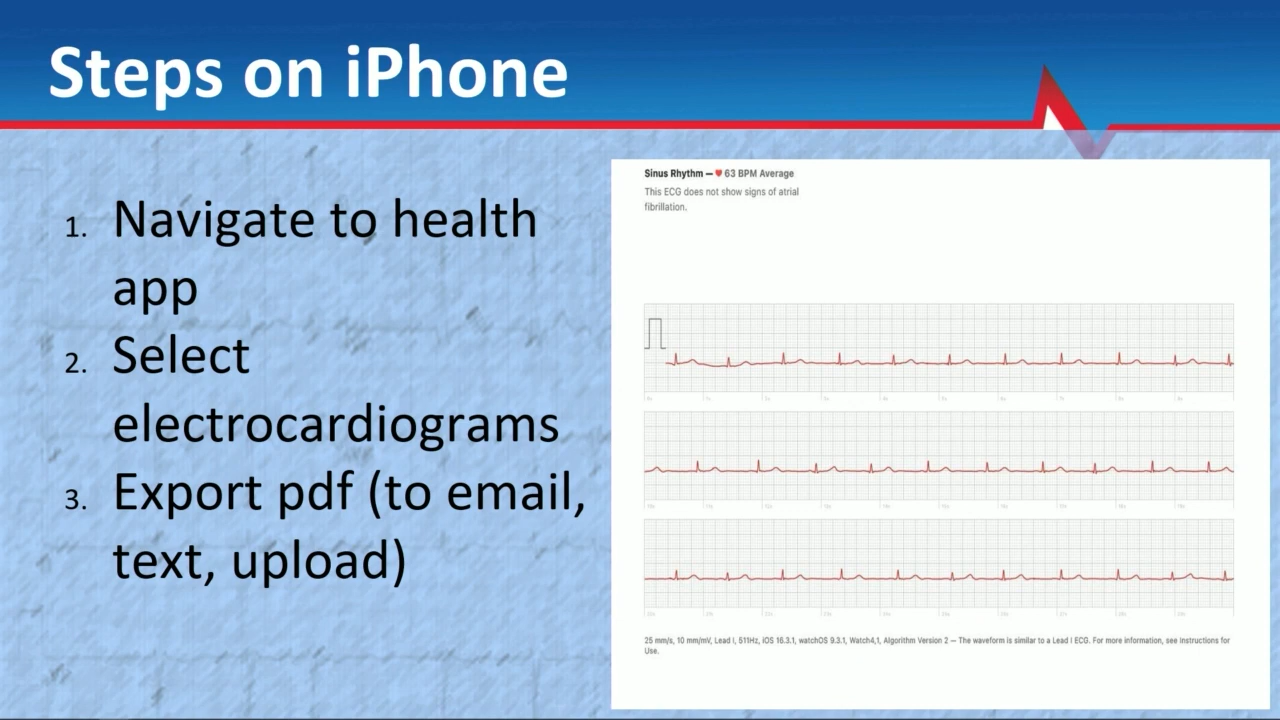 Steps on iPhone
1. Navigate to health
app
2. Select
electrocardiograms
3. Export pdf (to email,
text, upload)
Sinus Rhythm — ❤ 63 BPM Average
This ECG does not show signs of atrial
fibrillation.
25 mm/s, 10 mm/mV, Lead I, 511Hz, iOS 16.3.1, watchOS 9.3.1, Watch4,1, Algorithm Version 2 — The waveform is similar to a Lead I ECG. For more information, see Instructions for
Use.